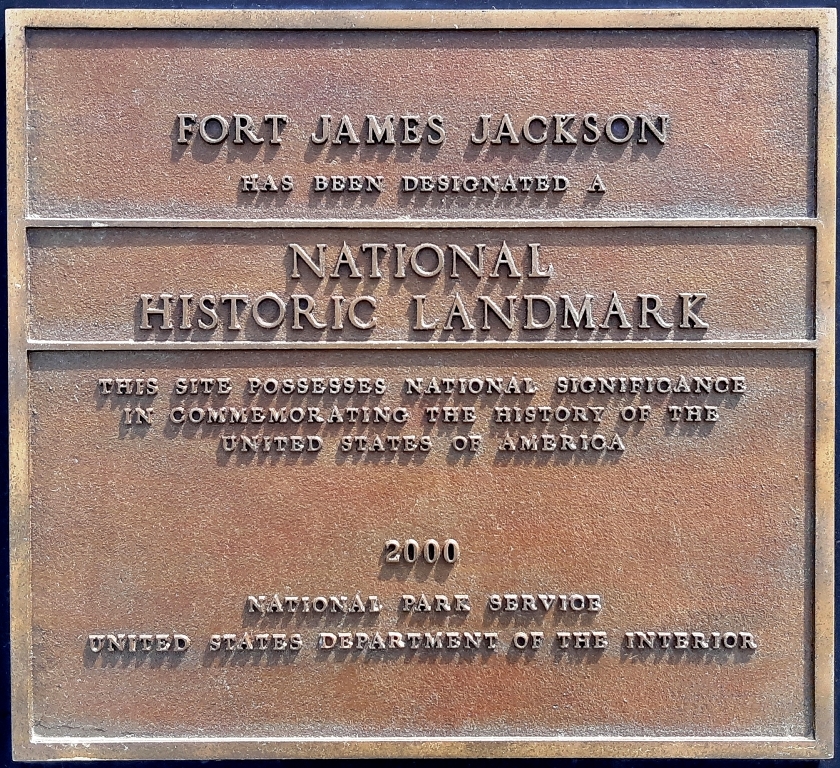 FORT JAMES JACKSON
HAS BEEN DESIGNATED A
NATIONAL
HISTORIC LANDMARK
THIS SITE POSSESSES NATIONAL SIGNIFICANCE
IN COMMEMORATING THE HISTORY OF THE
UNITED STATES OF AMERICA
2000
NATIONAL PARK SERVICE
UNITED STATES DEPARTMENT OF THE INTERIOR